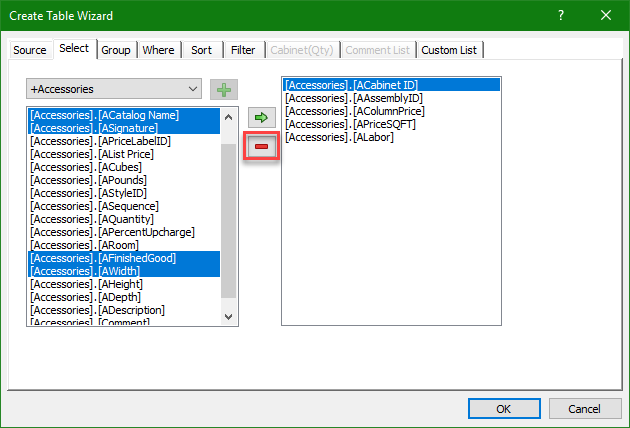 Create Table Wizard
?
Source
Select
Group
Where
Sort
Filter
Cabinet(Qty)
Comment List
Custom List
+Accessories
[Accessories].[ACatalog Name]
[Accessories].[ASignature]
[Accessories].[APriceLabelID]
[Accessories].[AList Price]
[Accessories].[ACubes]
[Accessories].[APounds]
[Accessories].[AStyleID]
[Accessories].[ASequence]
[Accessories].[AQuantity]
[Accessories].[APercentUpcharge]
[Accessories].[ARoom]
[Accessories].[AFinishedGood]
[Accessories].[AWidth]
[Accessories].[AHeight]
[Accessories].[ADepth]
[Accessories].[ADescription]
[Accessories].[Comment]
[Accessories].[ACabinet ID]
[Accessories].[AAssemblyID]
[Accessories].[AColumnPrice]
[Accessories].[APriceSQFT]
[Accessories].[ALabor]
OK
Cancel